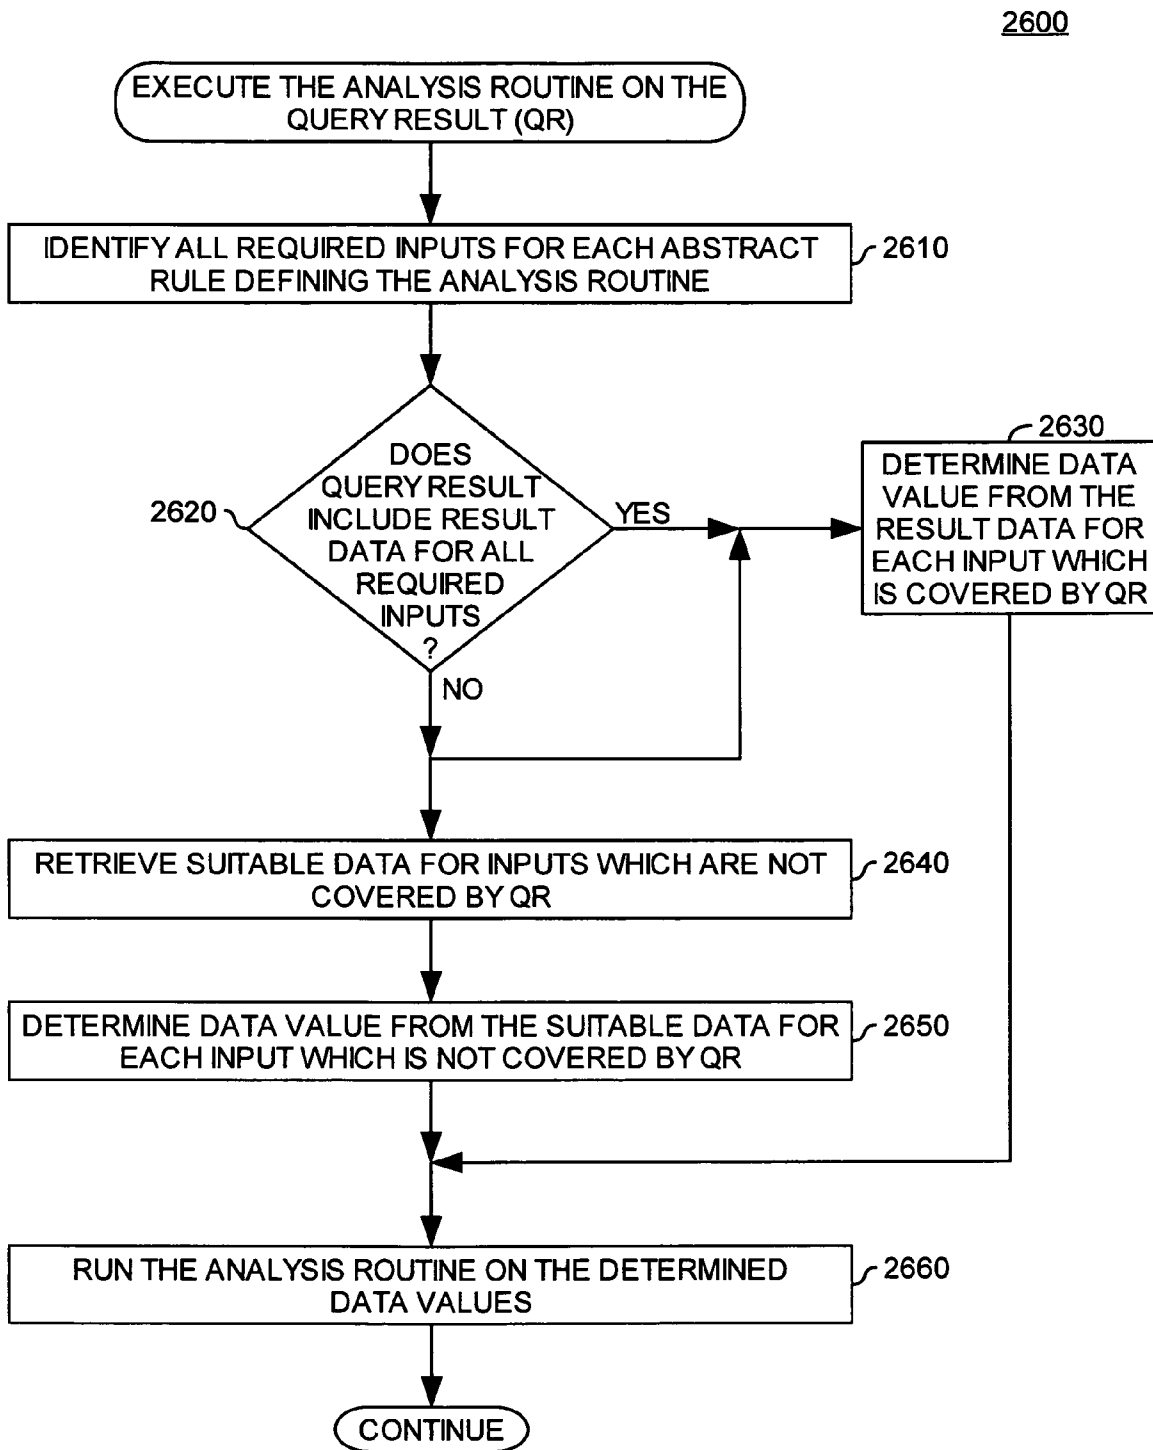 2600
EXECUTE THE ANALYSIS ROUTINE ON THE
QUERY RESULT (QR)
IDENTIFY ALL REQUIRED INPUTS FOR EACH ABSTRACT
RULE DEFINING THE ANALYSIS ROUTINE
2610
DOES
QUERY RESULT
INCLUDE RESULT
DATA FOR ALL
REQUIRED
INPUTS
?
2620
YES
NO
2630
DETERMINE DATA
VALUE FROM THE
RESULT DATA FOR
EACH INPUT WHICH
IS COVERED BY QR
RETRIEVE SUITABLE DATA FOR INPUTS WHICH ARE NOT
COVERED BY QR
2640
DETERMINE DATA VALUE FROM THE SUITABLE DATA FOR
EACH INPUT WHICH IS NOT COVERED BY QR
2650
RUN THE ANALYSIS ROUTINE ON THE DETERMINED
DATA VALUES
2660
CONTINUE